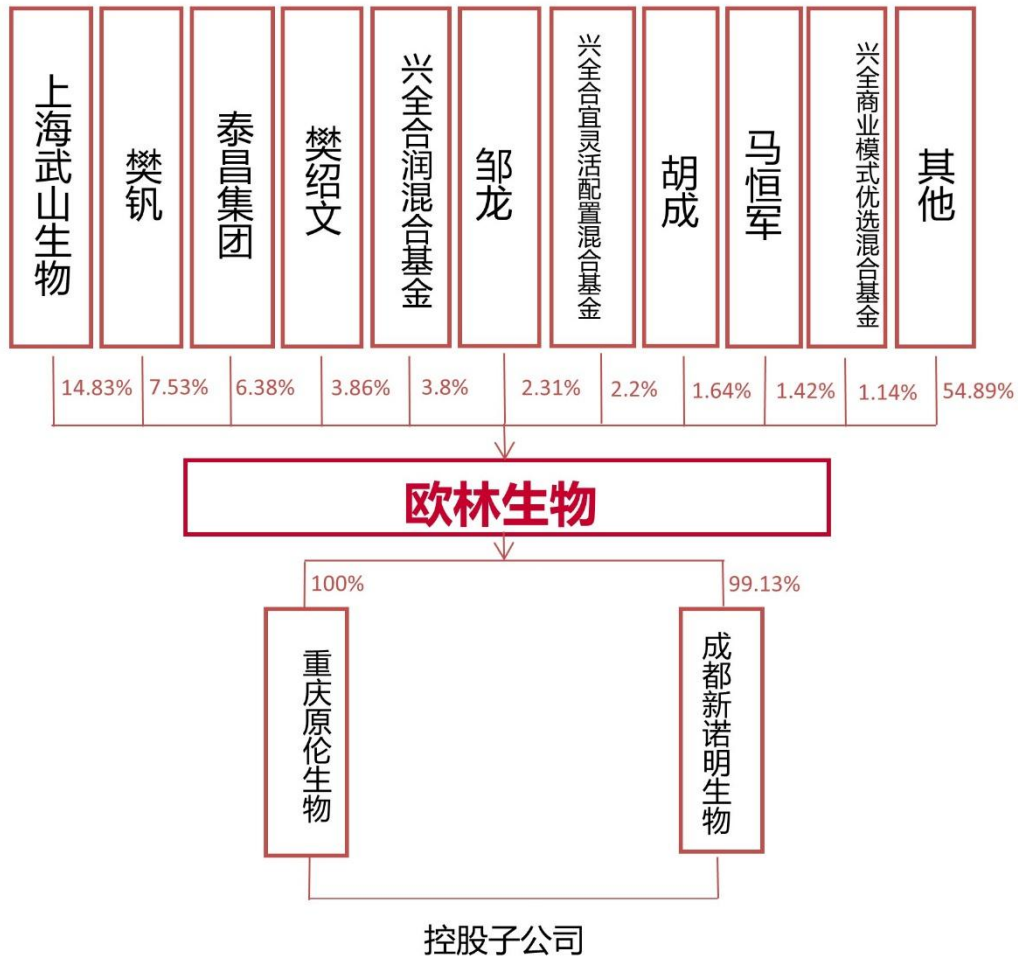 上海武山生物
樊钒
泰昌集团
樊绍文
兴全合润混合基金
邹龙
兴全合宜灵活配置混合基金
胡成
马恒军
兴全商业模式优选混合基金
其他
14.83%
7.53%
6.38%
3.86%
3.8%
2.31%
2.2%
1.64%
1.42%
1.14%
54.89%
欧林生物
100%
99.13%
重庆原伦生物
成都新诺明生物
控股子公司